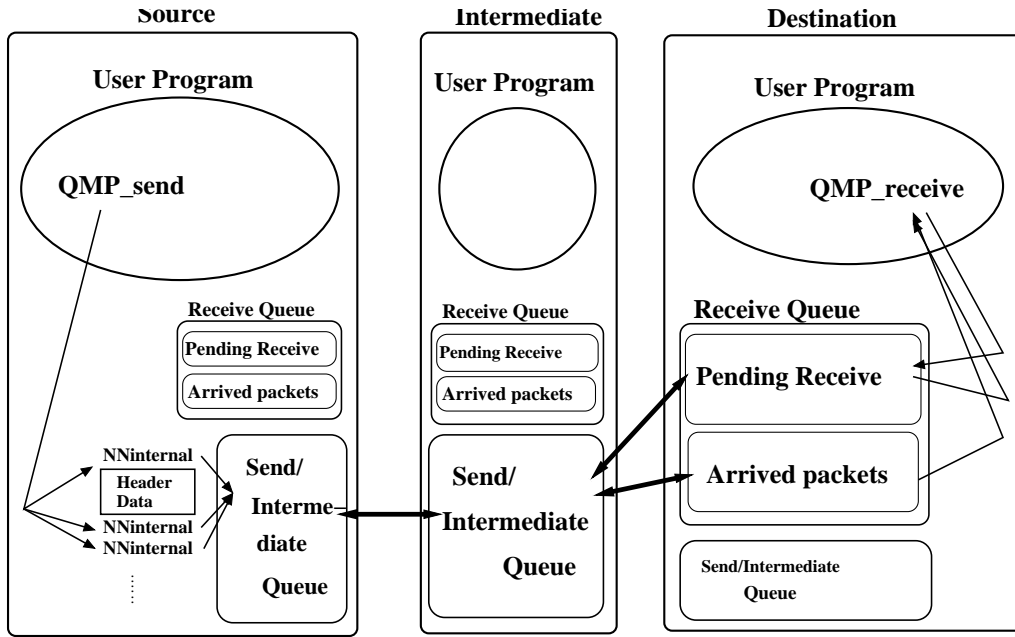 Source
User Program
QMP_send
Receive Queue
Pending Receive
Arrived packets
NNinternal
Header
Data
NNinternal
NNinternal
Send/
Interme-
diate
Queue
Intermediate
User Program
Receive Queue
Pending Receive
Arrived packets
Send/
Intermediate
Queue
Destination
User Program
QMP_receive
Receive Queue
Pending Receive
Arrived packets
Send/Intermediate
Queue